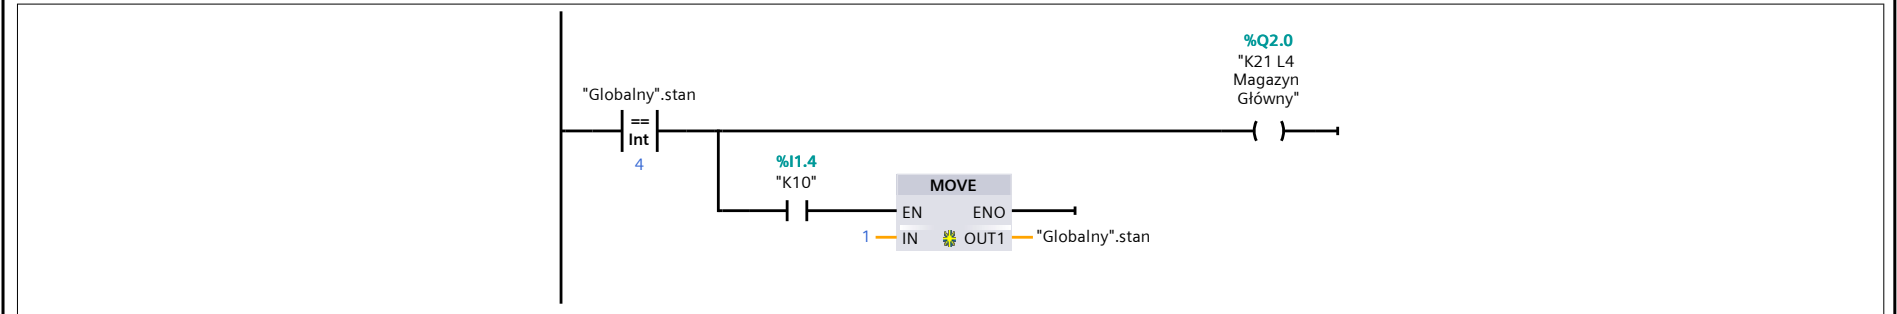 %Q2.0
"K21 L4
Magazyn
Główny"
"Globalny".stan
==
Int
4
%I1.4
"K10"
MOVE
EN ENO
1 IN OUT1 "Globalny".stan